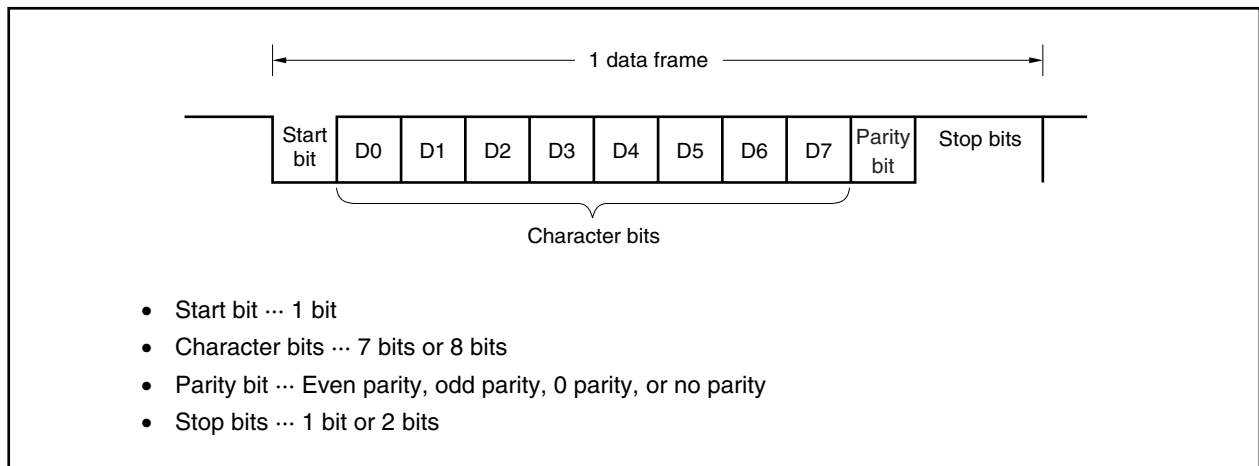 1 data frame
Start bit D0 D1 D2 D3 D4 D5 D6 D7 Parity bit Stop bits
Character bits
• Start bit ··· 1 bit
• Character bits ··· 7 bits or 8 bits
• Parity bit ··· Even parity, odd parity, 0 parity, or no parity
• Stop bits ··· 1 bit or 2 bits